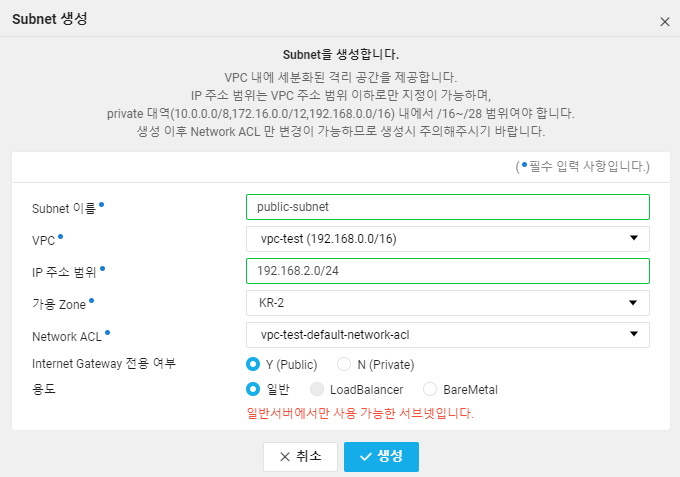 Subnet 생성
Subnet을 생성합니다.
VPC 내에 세분화된 격리 공간을 제공합니다.
IP 주소 범위는 VPC 주소 범위 이하로만 지정이 가능하며,
private 대역(10.0.0.0/8,172.16.0.0/12,192.168.0.0/16) 내에서 /16~/28 범위여야 합니다.
생성 이후 Network ACL 만 변경이 가능하므로 생성시 주의해주시기 바랍니다.
(•필수 입력 사항입니다.)
Subnet 이름• public-subnet
VPC• vpc-test (192.168.0.0/16)
IP 주소 범위• 192.168.2.0/24
가용 Zone• KR-2
Network ACL• vpc-test-default-network-acl
Internet Gateway 전용 여부 Y (Public) N (Private)
용도 일반 LoadBalancer BareMetal
일반서버에서만 사용 가능한 서브넷입니다.
취소 생성